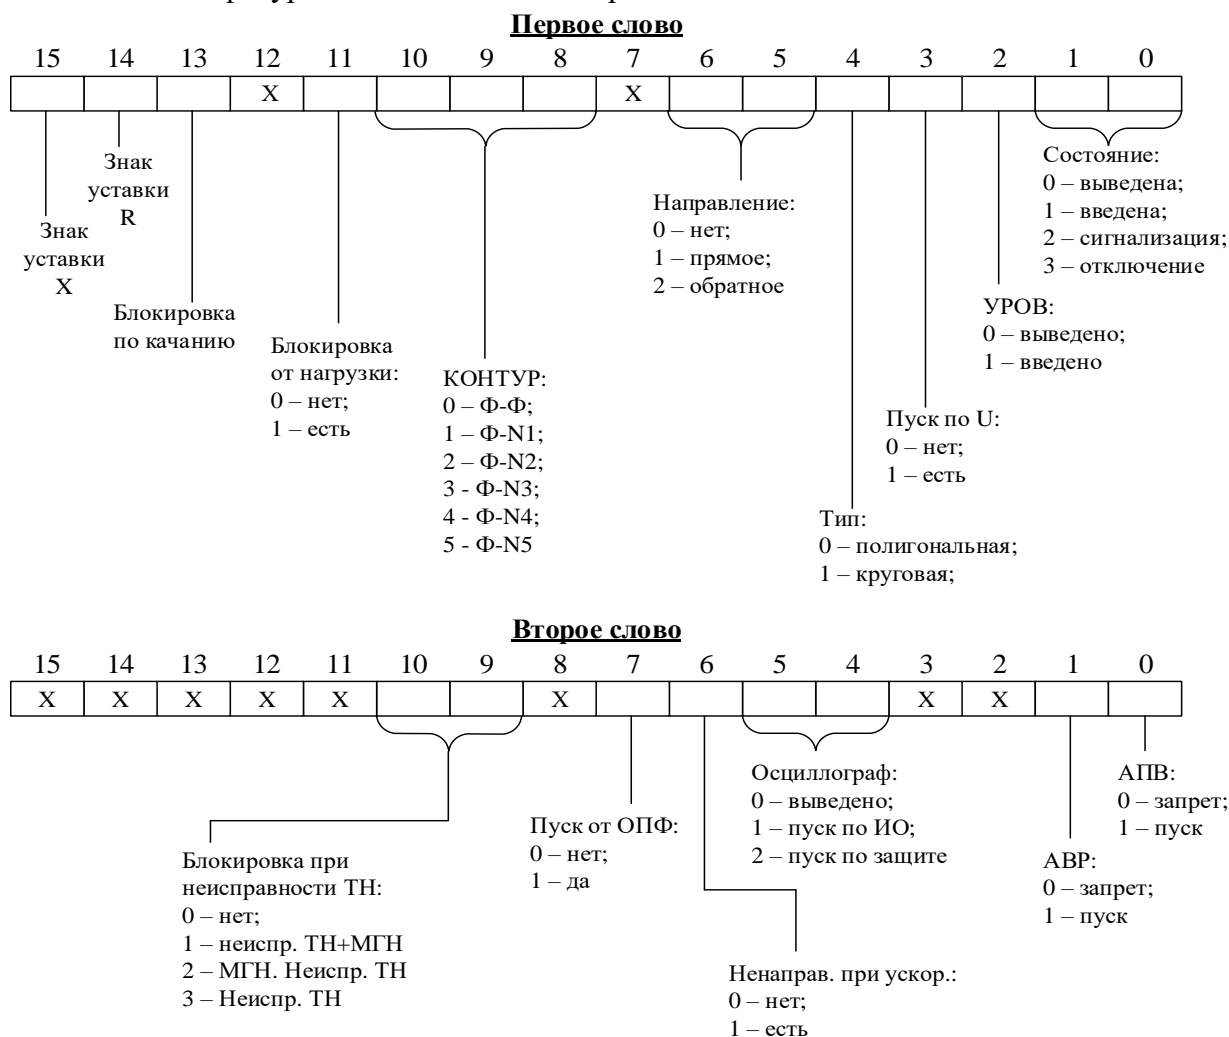 Первое слово
15 14 13 12 11 10 9 8 7 6 5 4 3 2 1 0
X X
Знак
уставки
X
Знак
уставки
R
Блокировка
по качанию
Блокировка
от нагрузки:
0 – нет;
1 – есть
КОНТУР:
0 – Ф-Ф;
1 – Ф-N1;
2 – Ф-N2;
3 - Ф-N3;
4 - Ф-N4;
5 - Ф-N5
Направление:
0 – нет;
1 – прямое;
2 – обратное
Тип:
0 – полигональная;
1 – круговая;
Пуск по U:
0 – нет;
1 – есть
УРОВ:
0 – выведено;
1 – введено
Состояние:
0 – выведена;
1 – введена;
2 – сигнализация;
3 – отключение
Второе слово
15 14 13 12 11 10 9 8 7 6 5 4 3 2 1 0
X X X X X X X X
Блокировка при
неисправности ТН:
0 – нет;
1 – неиспр. ТН+МГН
2 – МГН. Неиспр. ТН
3 – Неиспр. ТН
Пуск от ОПФ:
0 – нет;
1 – да
Ненаправ. при ускор.:
0 – нет;
1 – есть
Осциллограф:
0 – выведено;
1 – пуск по ИО;
2 – пуск по защите
АВР:
0 – запрет;
1 – пуск
АПВ:
0 – запрет;
1 – пуск